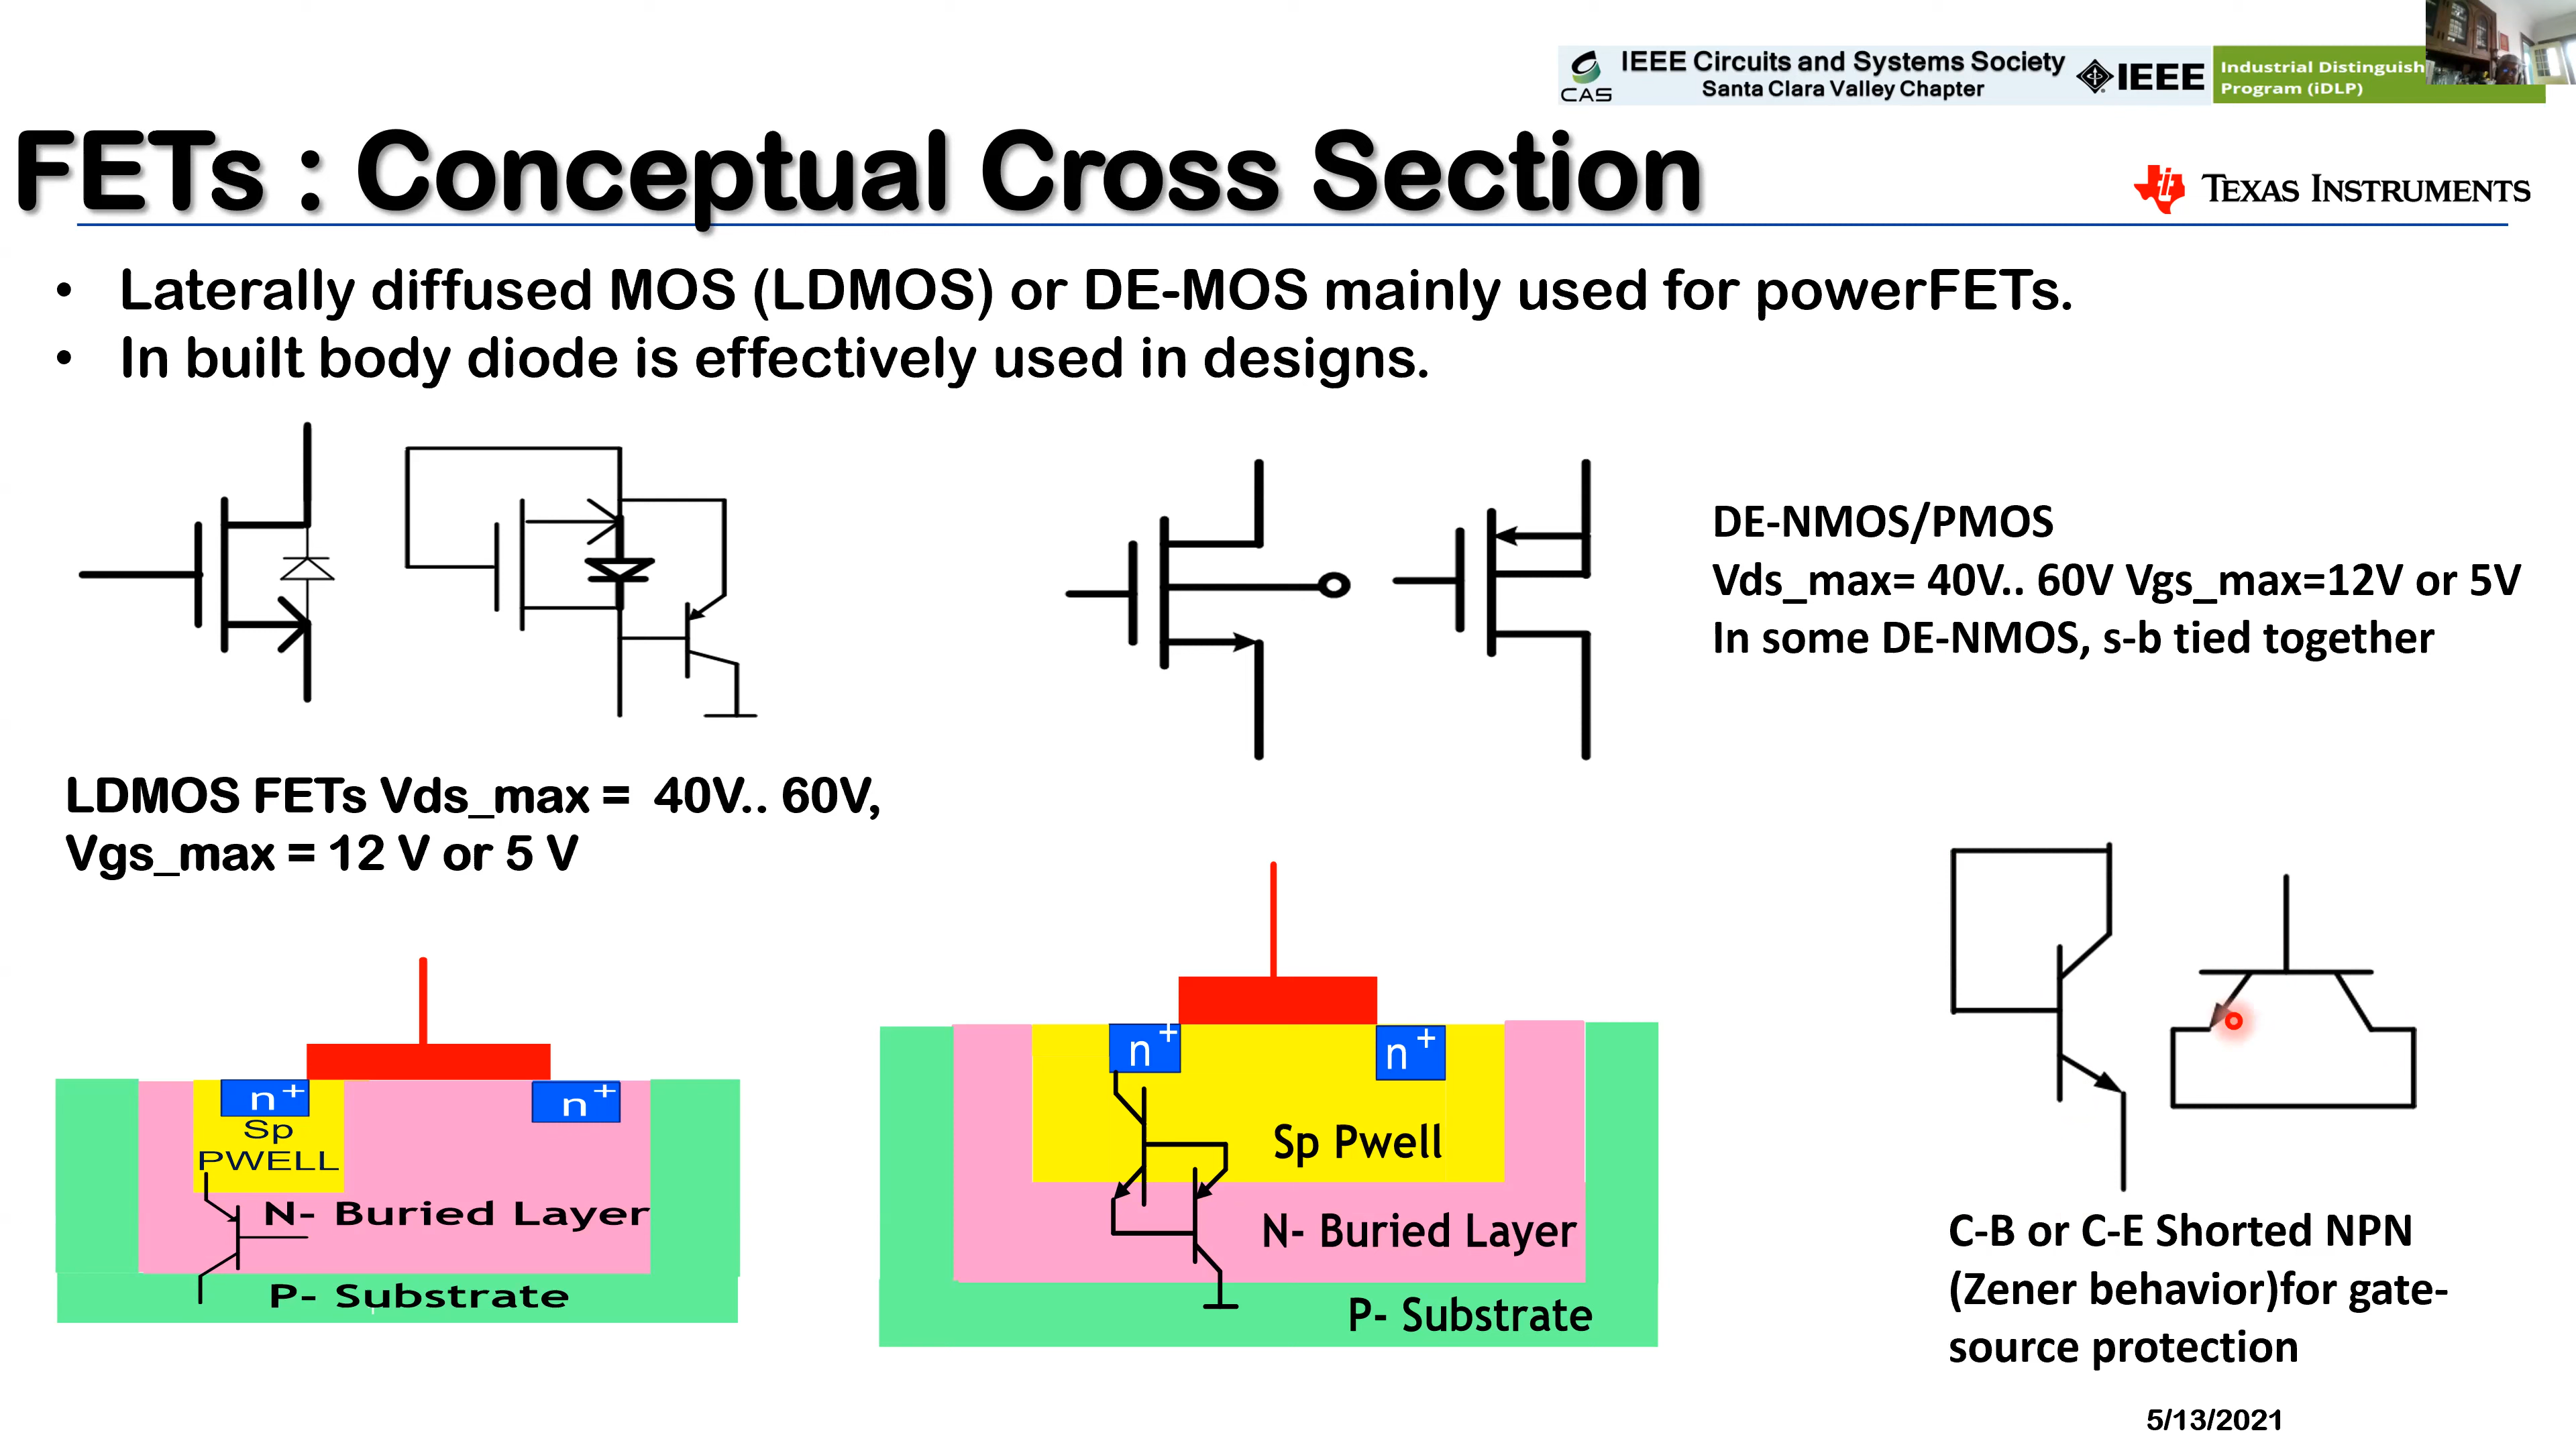 IEEE Circuits and Systems Society
Santa Clara Valley Chapter
CAS
IEEE
Industrial Distinguish
Program (iDLP)
FETs : Conceptual Cross Section
TEXAS INSTRUMENTS
• Laterally diffused MOS (LDMOS) or DE-MOS mainly used for powerFETs.
• In built body diode is effectively used in designs.
DE-NMOS/PMOS
Vds_max= 40V.. 60V Vgs_max=12V or 5V
In some DE-NMOS, s-b tied together
LDMOS FETs Vds_max = 40V.. 60V,
Vgs_max = 12 V or 5 V
n+
n+
Sp
PWELL
N- Buried Layer
P- Substrate
n+
n+
Sp Pwell
N- Buried Layer
P- Substrate
C-B or C-E Shorted NPN
(Zener behavior)for gate-
source protection
5/13/2021